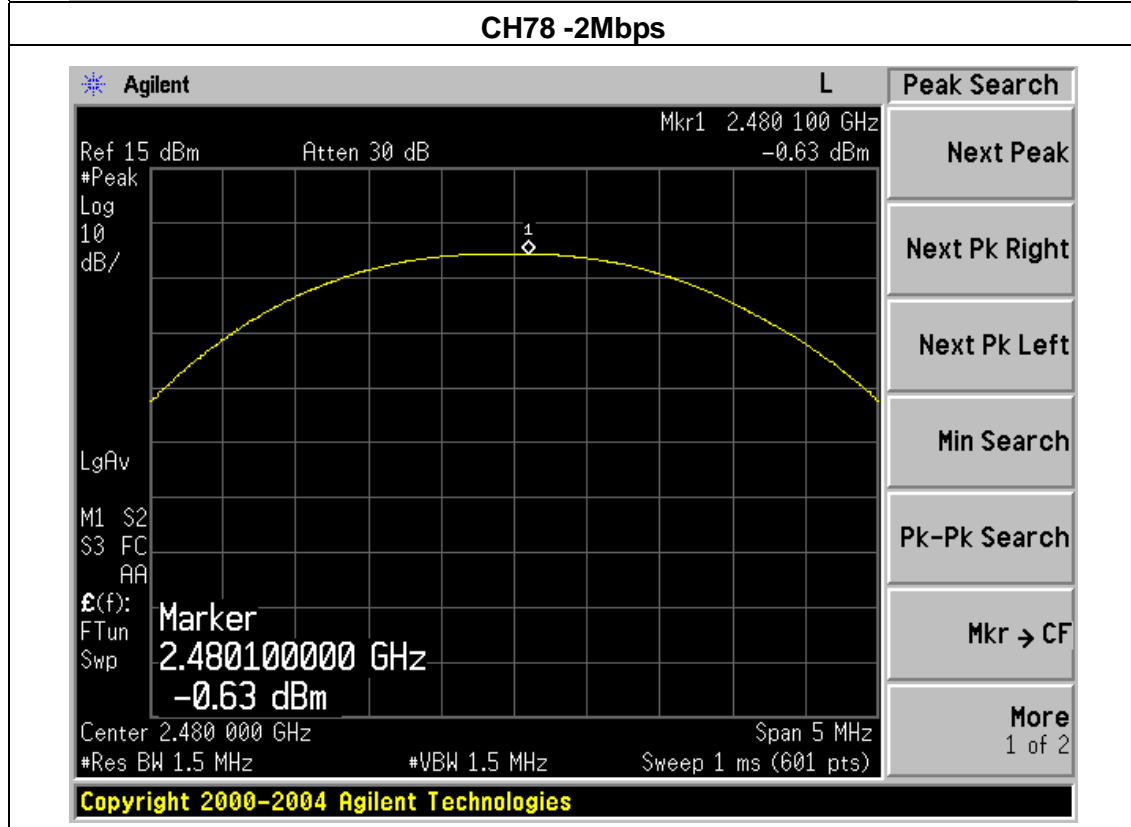 CH78 -2Mbps
Agilent L Peak Search
Mkr1 2.480 100 GHz
Ref 15 dBm Atten 30 dB -0.63 dBm
#Peak
Log
10
dB/
1
LgAv
M1 S2
S3 FC
AA
£(f):
FTun
Swp
Marker
2.480100000 GHz
-0.63 dBm
Center 2.480 000 GHz Span 5 MHz
#Res BW 1.5 MHz #VBW 1.5 MHz Sweep 1 ms (601 pts)
Next Peak
Next Pk Right
Next Pk Left
Min Search
Pk-Pk Search
Mkr → CF
More
1 of 2
Copyright 2000-2004 Agilent Technologies